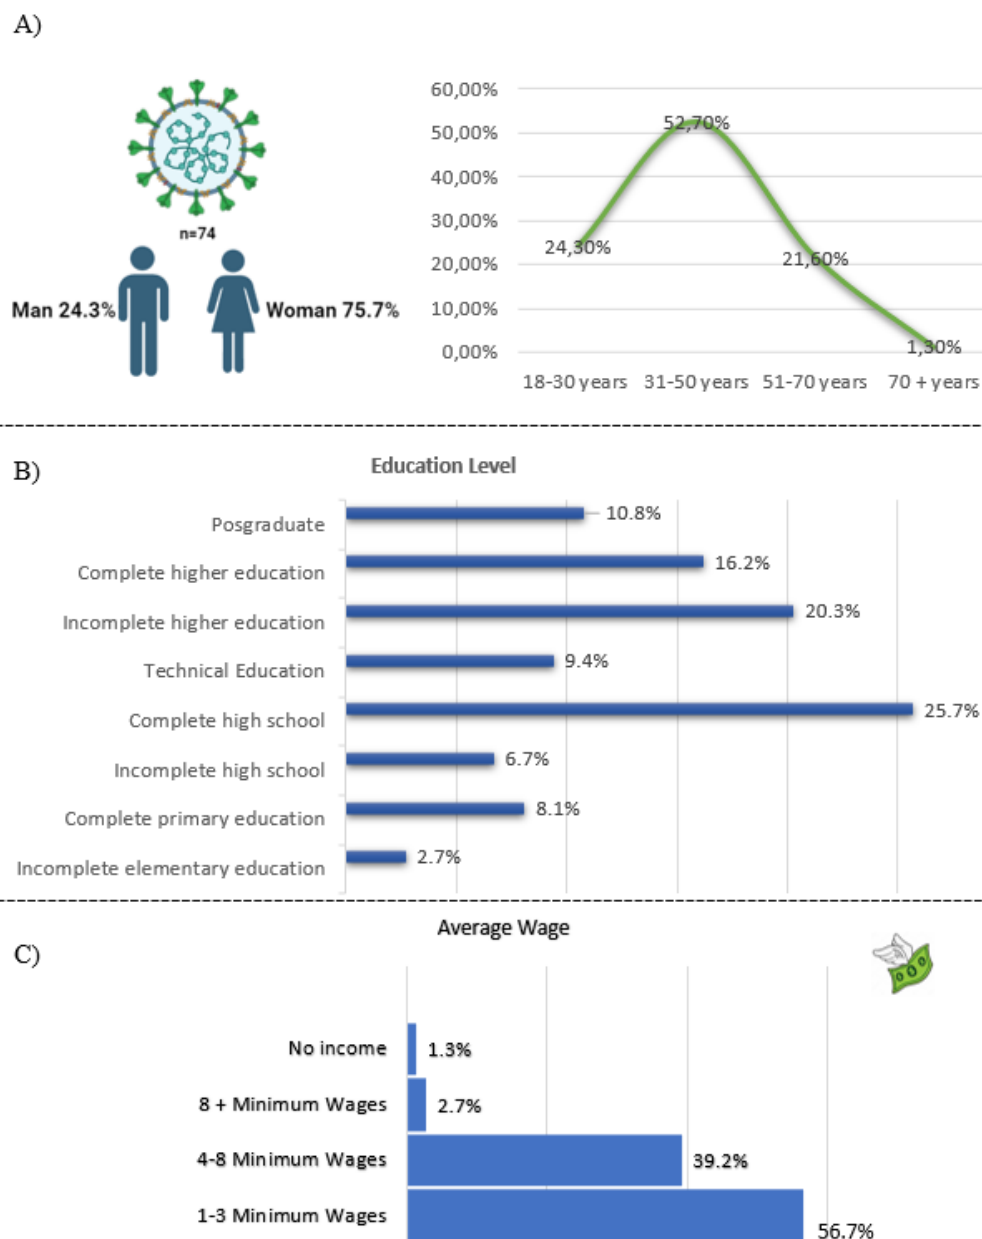 A)
n=74
Man 24.3%
Woman 75.7%
60,00%
50,00%
40,00%
30,00%
20,00%
10,00%
0,00%
24,30%
52,70%
21,60%
1,30%
18-30 years 31-50 years 51-70 years 70 + years
B)
Education Level
Posgraduate 10.8%
Complete higher education 16.2%
Incomplete higher education 20.3%
Technical Education 9.4%
Complete high school 25.7%
Incomplete high school 6.7%
Complete primary education 8.1%
Incomplete elementary education 2.7%
C)
Average Wage
No income 1.3%
8 + Minimum Wages 2.7%
4-8 Minimum Wages 39.2%
1-3 Minimum Wages 56.7%